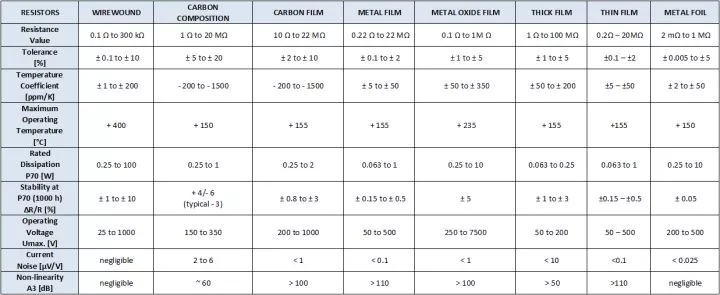 RESISTORS WIREWOUND CARBON COMPOSITION CARBON FILM METAL FILM METAL OXIDE FILM THICK FILM THIN FILM METAL FOIL
Resistance Value 0.1 Ω to 300 kΩ 1 Ω to 20 MΩ 10 Ω to 22 MΩ 0.22 Ω to 22 MΩ 0.1 Ω to 1M Ω 1 Ω to 100 MΩ 0.2Ω – 20MΩ 2 mΩ to 1 MΩ
Tolerance [%] ± 0.1 to ± 10 ± 5 to ± 20 ± 2 to ± 10 ± 0.1 to ± 2 ± 1 to ± 5 ± 1 to ± 5 ±0.1 – ±2 ± 0.005 to ± 5
Temperature Coefficient [ppm/K] ± 1 to ± 200 - 200 to - 1500 - 200 to - 1500 ± 5 to ± 50 ± 50 to ± 350 ± 50 to ± 200 ±5 – ±50 ± 2 to ± 50
Maximum Operating Temperature [°C] + 400 + 150 + 155 + 155 + 235 + 155 +155 + 150
Rated Dissipation P70 [W] 0.25 to 100 0.25 to 1 0.25 to 2 0.063 to 1 0.25 to 10 0.063 to 0.25 0.063 to 1 0.25 to 10
Stability at P70 (1000 h) ΔR/R [%] ± 1 to ± 10 + 4/- 6 (typical - 3) ± 0.8 to ± 3 ± 0.15 to ± 0.5 ± 5 ± 1 to ± 3 ±0.15 – ±0.5 ± 0.05
Operating Voltage Umax. [V] 25 to 1000 150 to 350 200 to 1000 50 to 500 250 to 7500 50 to 200 50 – 500 200 to 500
Current Noise [µV/V] negligible 2 to 6 < 1 < 0.1 < 1 < 10 <0.1 < 0.025
Non-linearity A3 [dB] negligible ~ 60 > 100 > 110 > 100 > 50 >110 negligible